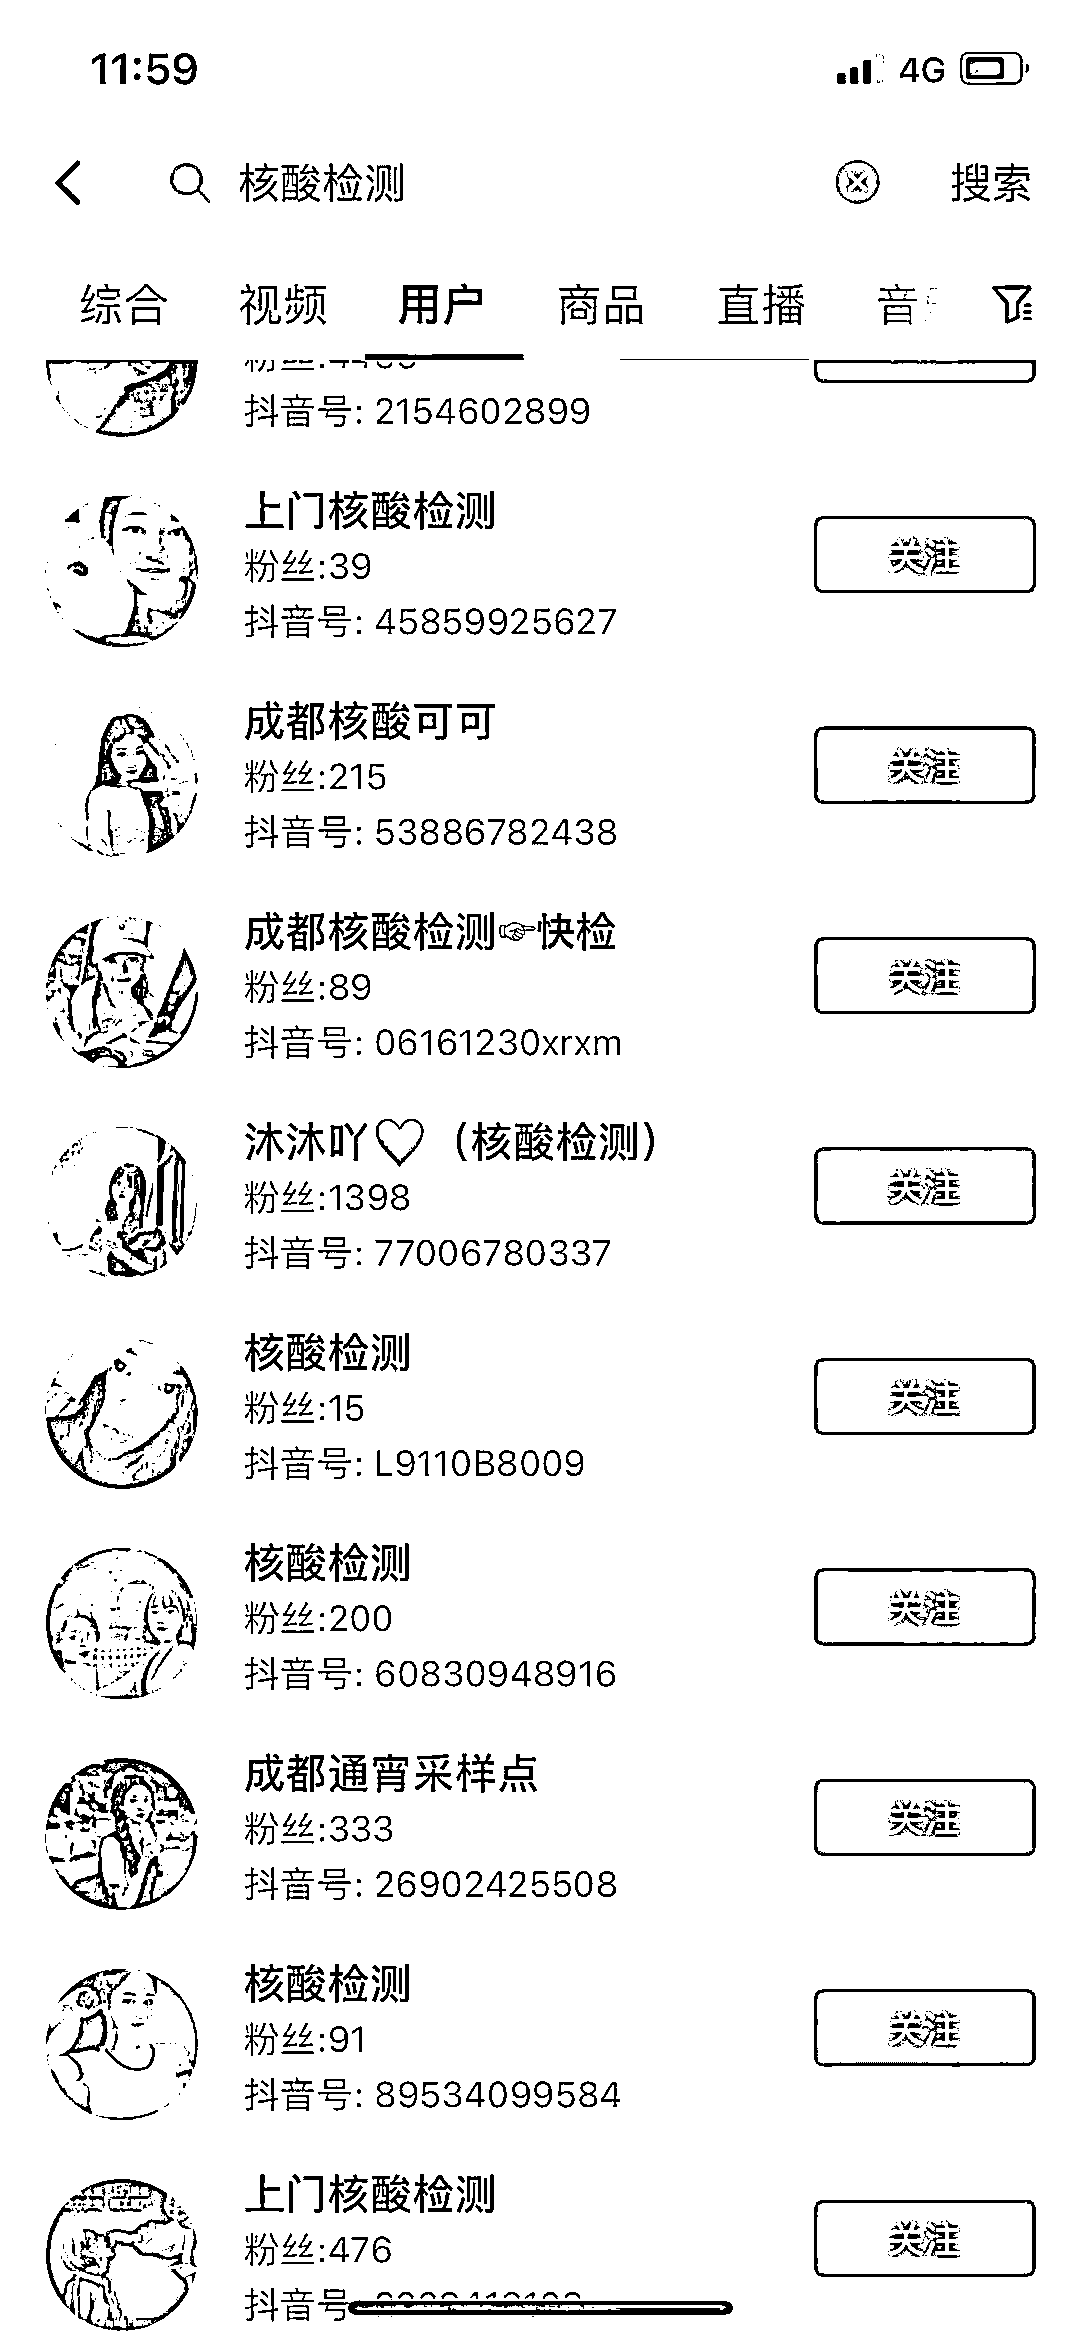 11:59
4G
核酸检测
搜索
综合 视频 用户 商品 直播 音
抖音号: 2154602899
上门核酸检测
粉丝:39
关注
抖音号: 45859925627
成都核酸可可
粉丝:215
关注
抖音号: 53886782438
成都核酸检测👉快检
粉丝:89
关注
抖音号: 06161230xrxm
沐沐吖♡（核酸检测）
粉丝:1398
关注
抖音号: 77006780337
核酸检测
粉丝:15
关注
抖音号: L9110B8009
核酸检测
粉丝:200
关注
抖音号: 60830948916
成都通宵采样点
粉丝:333
关注
抖音号: 26902425508
核酸检测
粉丝:91
关注
抖音号: 89534099584
上门核酸检测
粉丝:476
关注
抖音号